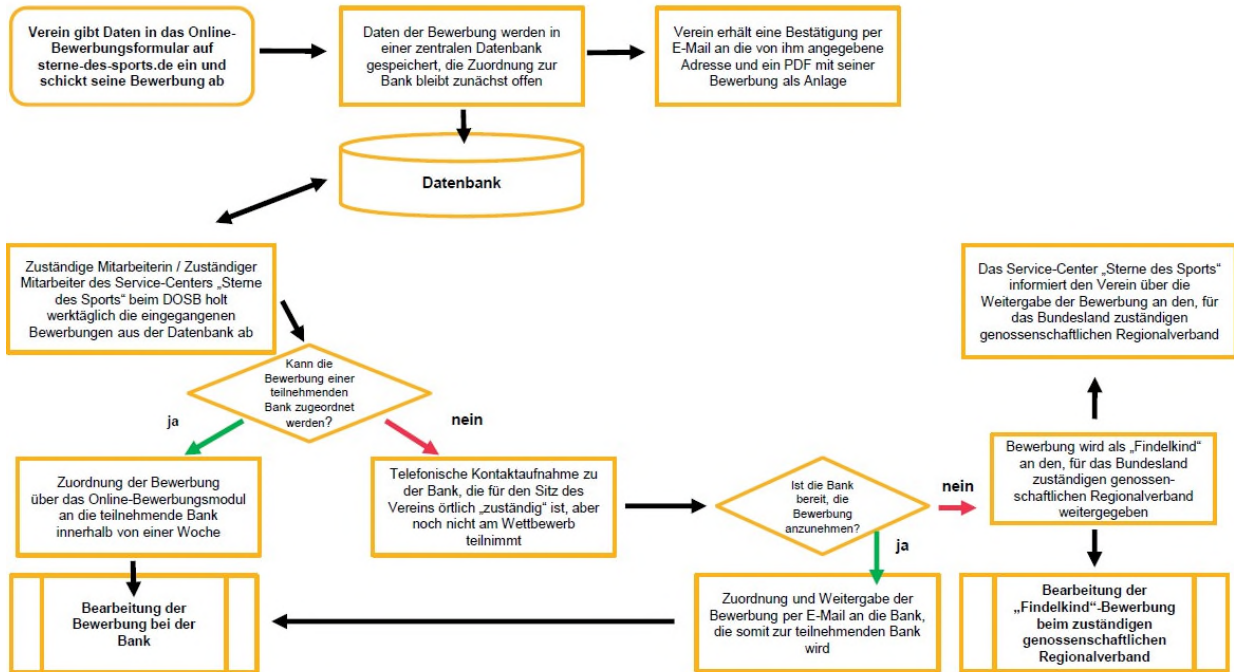 Verein gibt Daten in das Online-
Bewerbungsformular auf
sterne-des-sports.de ein und
schickt seine Bewerbung ab
Daten der Bewerbung werden in
einer zentralen Datenbank
gespeichert, die Zuordnung zur
Bank bleibt zunächst offen
Verein erhält eine Bestätigung per
E-Mail an die von ihm angegebene
Adresse und ein PDF mit seiner
Bewerbung als Anlage
Datenbank
Zuständige Mitarbeiterin / Zuständiger
Mitarbeiter des Service-Centers „Sterne
des Sports“ beim DOSB holt
werktäglich die eingegangenen
Bewerbungen aus der Datenbank ab
Das Service-Center „Sterne des Sports“
informiert den Verein über die
Weitergabe der Bewerbung an den, für
das Bundesland zuständigen
genossenschaftlichen Regionalverband
Kann die
Bewerbung einer
teilnehmenden
Bank zugeordnet
werden?
ja
nein
Zuordnung der Bewerbung
über das Online-Bewerbungsmodul
an die teilnehmende Bank
innerhalb von einer Woche
Telefonische Kontaktaufnahme zu
der Bank, die für den Sitz des
Vereins örtlich „zuständig“ ist, aber
noch nicht am Wettbewerb
teilnimmt
Ist die Bank
bereit, die
Bewerbung
anzunehmen?
nein
ja
Bewerbung wird als „Findelkind“
an den, für das Bundesland
zuständigen genossen-
schaftlichen Regionalverband
weitergegeben
Bearbeitung der
Bewerbung bei der
Bank
Zuordnung und Weitergabe der
Bewerbung per E-Mail an die Bank,
die somit zur teilnehmenden Bank
wird
Bearbeitung der
„Findelkind“-Bewerbung
beim zuständigen
genossenschaftlichen
Regionalverband